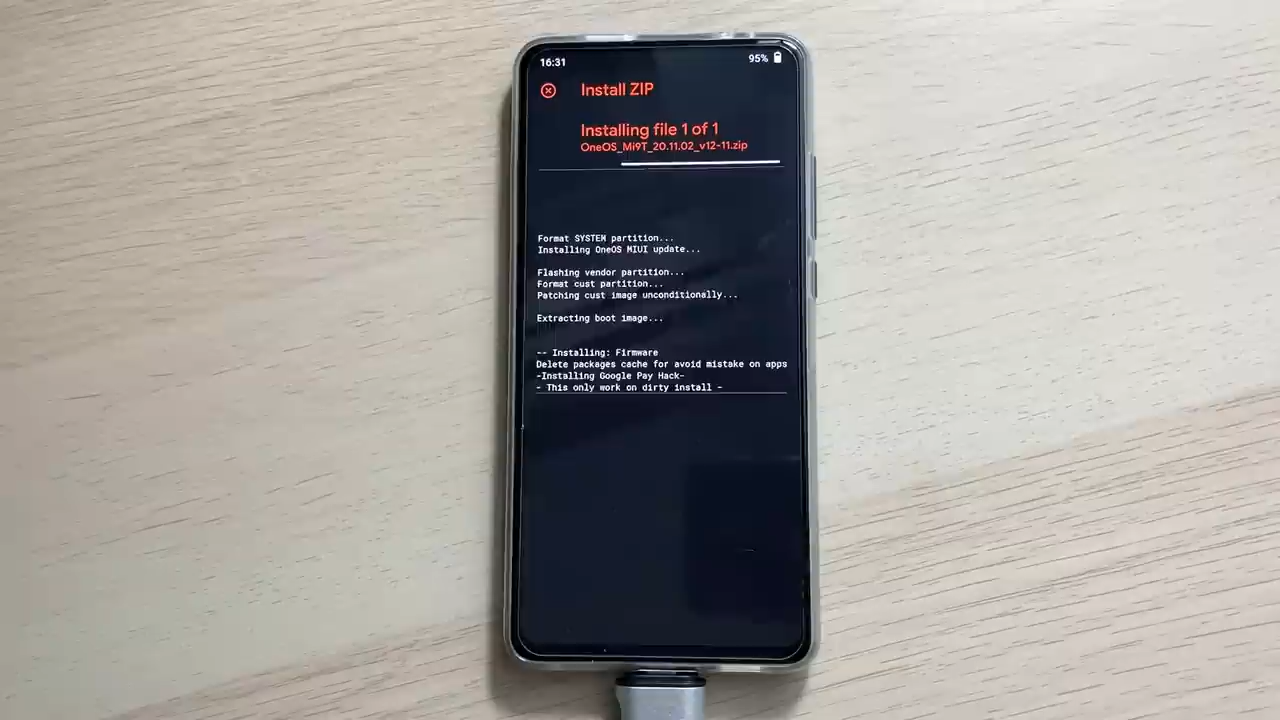 16:31
95%
Install ZIP
Installing file 1 of 1
OneOS_Mi9T_20.11.02_v12-11.zip
Format SYSTEM partition...
Installing OneOS MIUI update...
Flashing vendor partition...
Format cust partition...
Patching cust image unconditionally...
Extracting boot image...
-- Installing: Firmware
Delete packages cache for avoid mistake on apps
-Installing Google Pay Hack-
- This only work on dirty install -